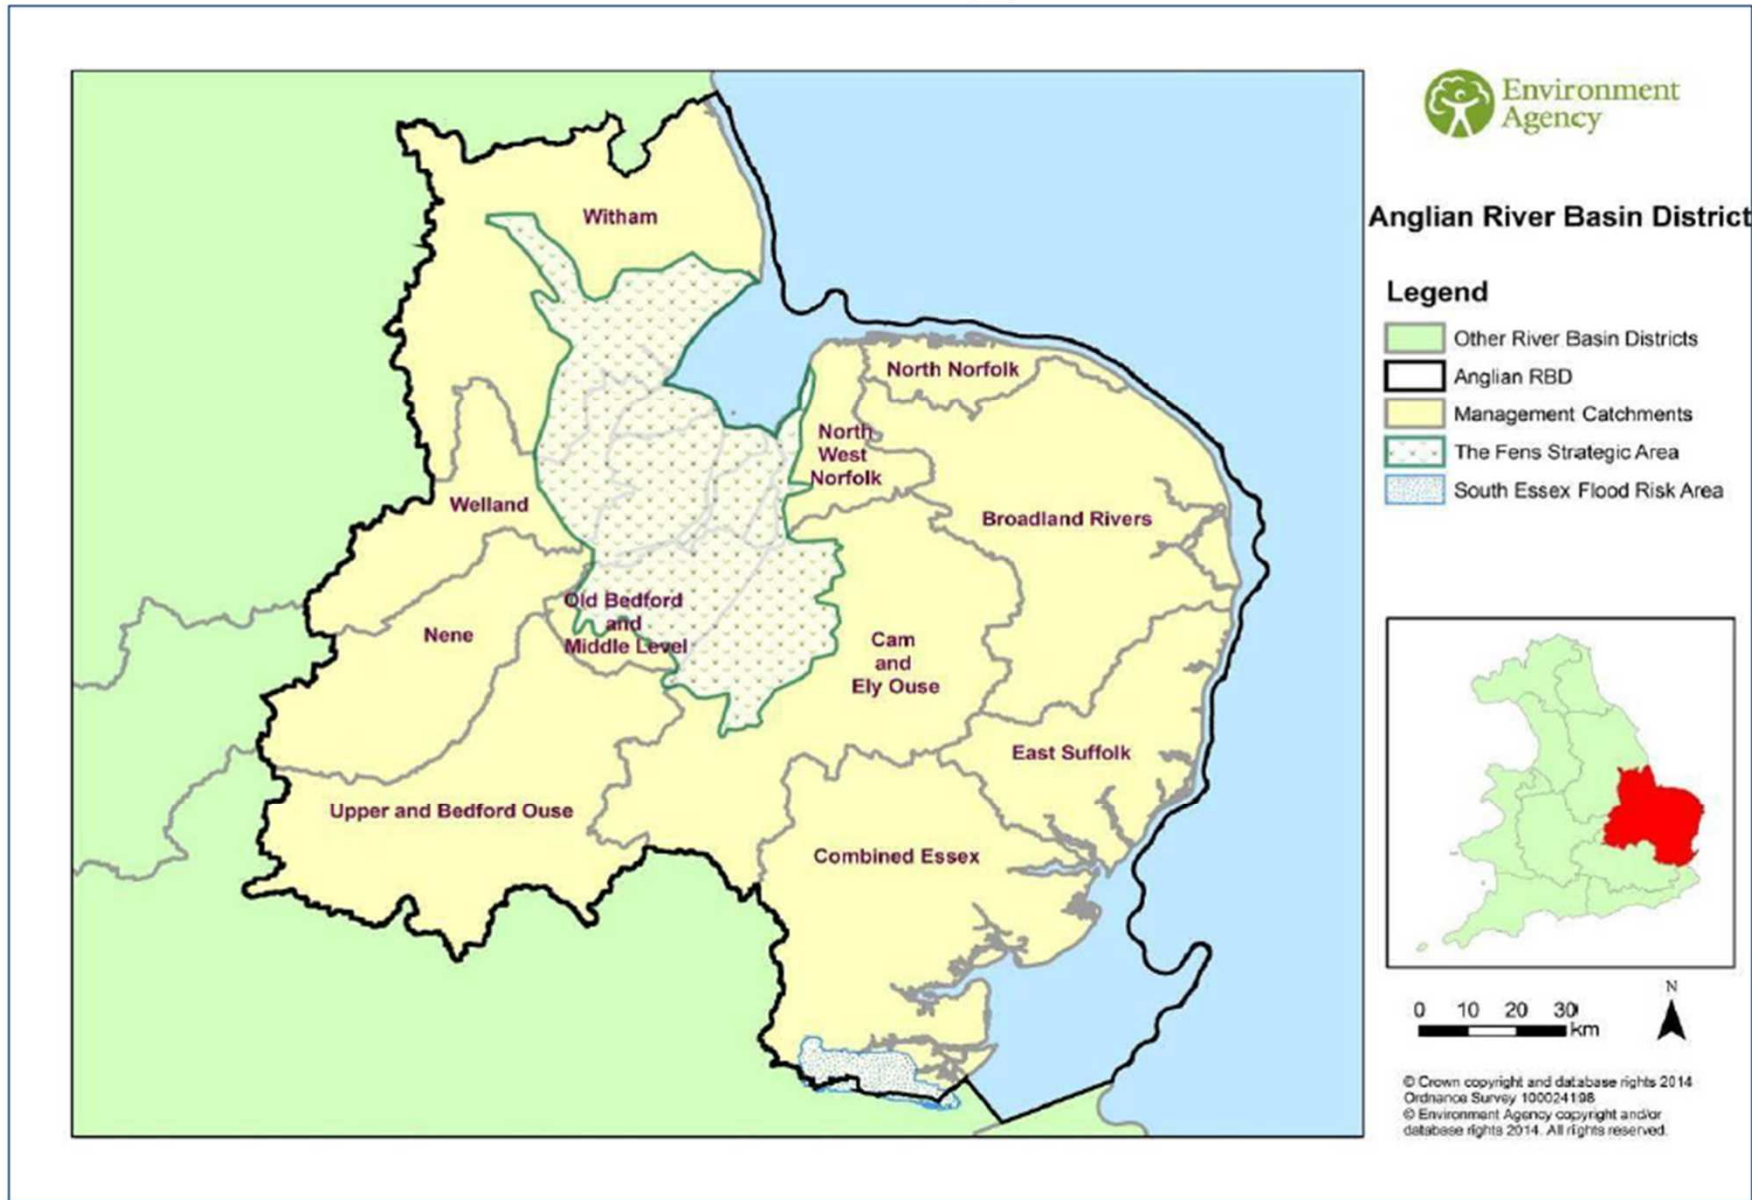 Environment
Agency
Anglian River Basin District
Legend
Other River Basin Districts
Anglian RBD
Management Catchments
The Fens Strategic Area
South Essex Flood Risk Area
Witham
North Norfolk
North
West
Norfolk
Welland
Broadland Rivers
Old Bedford
and
Middle Level
Nene
Cam
and
Ely Ouse
East Suffolk
Upper and Bedford Ouse
Combined Essex
N
0 10 20 30
km
© Crown copyright and database rights 2014
Ordnance Survey 100024198
© Environment Agency copyright and/or
database rights 2014. All rights reserved.